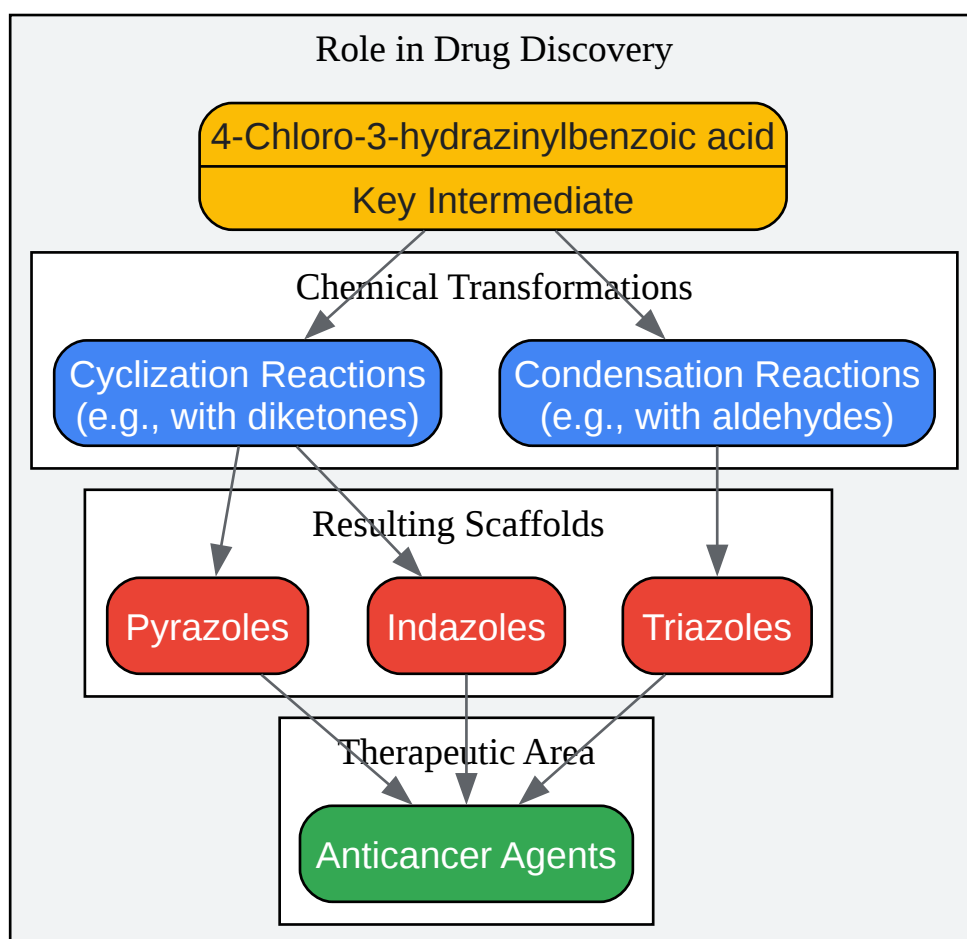 Role in Drug Discovery
4-Chloro-3-hydrazinylbenzoic acid
Key Intermediate
Chemical Transformations
Cyclization Reactions
(e.g., with diketones)
Condensation Reactions
(e.g., with aldehydes)
Resulting Scaffolds
Pyrazoles
Indazoles
Triazoles
Therapeutic Area
Anticancer Agents